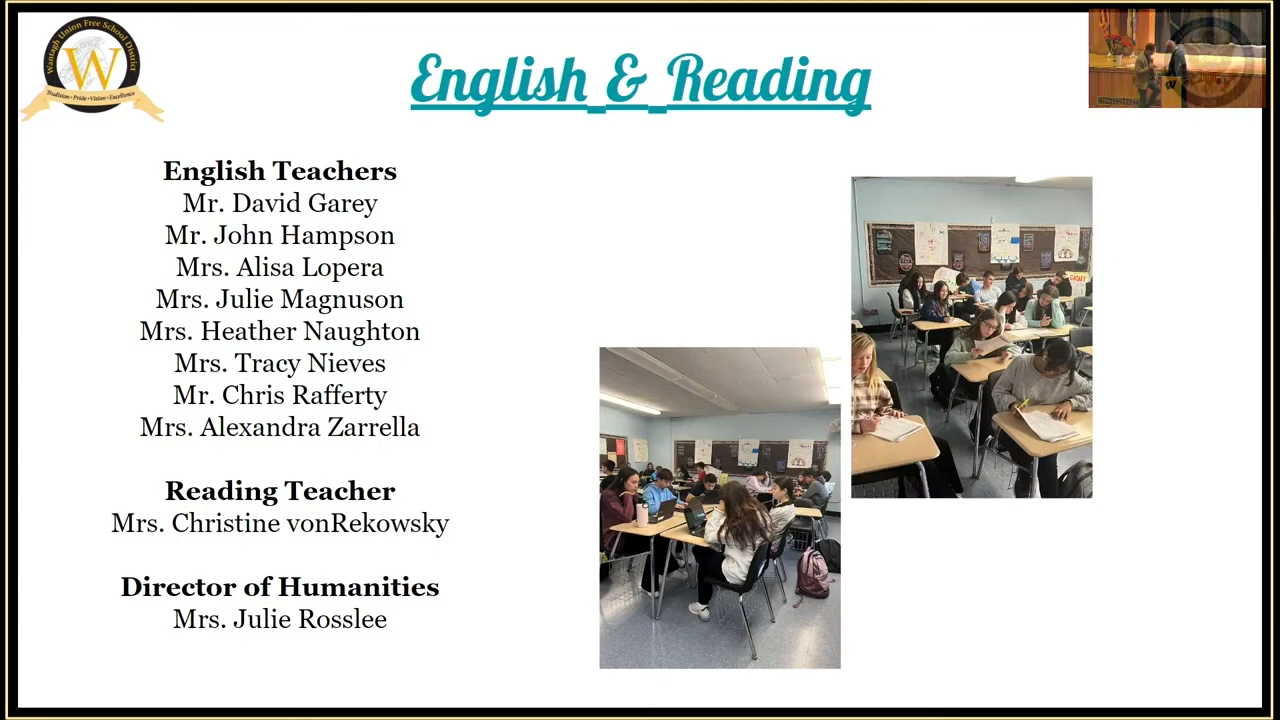 Wantagh Union Free School District
W
Tradition • Pride • Vision • Excellence
English & Reading
English Teachers
Mr. David Garey
Mr. John Hampson
Mrs. Alisa Lopera
Mrs. Julie Magnuson
Mrs. Heather Naughton
Mrs. Tracy Nieves
Mr. Chris Rafferty
Mrs. Alexandra Zarrella
Reading Teacher
Mrs. Christine vonRekowsky
Director of Humanities
Mrs. Julie Rosslee
W